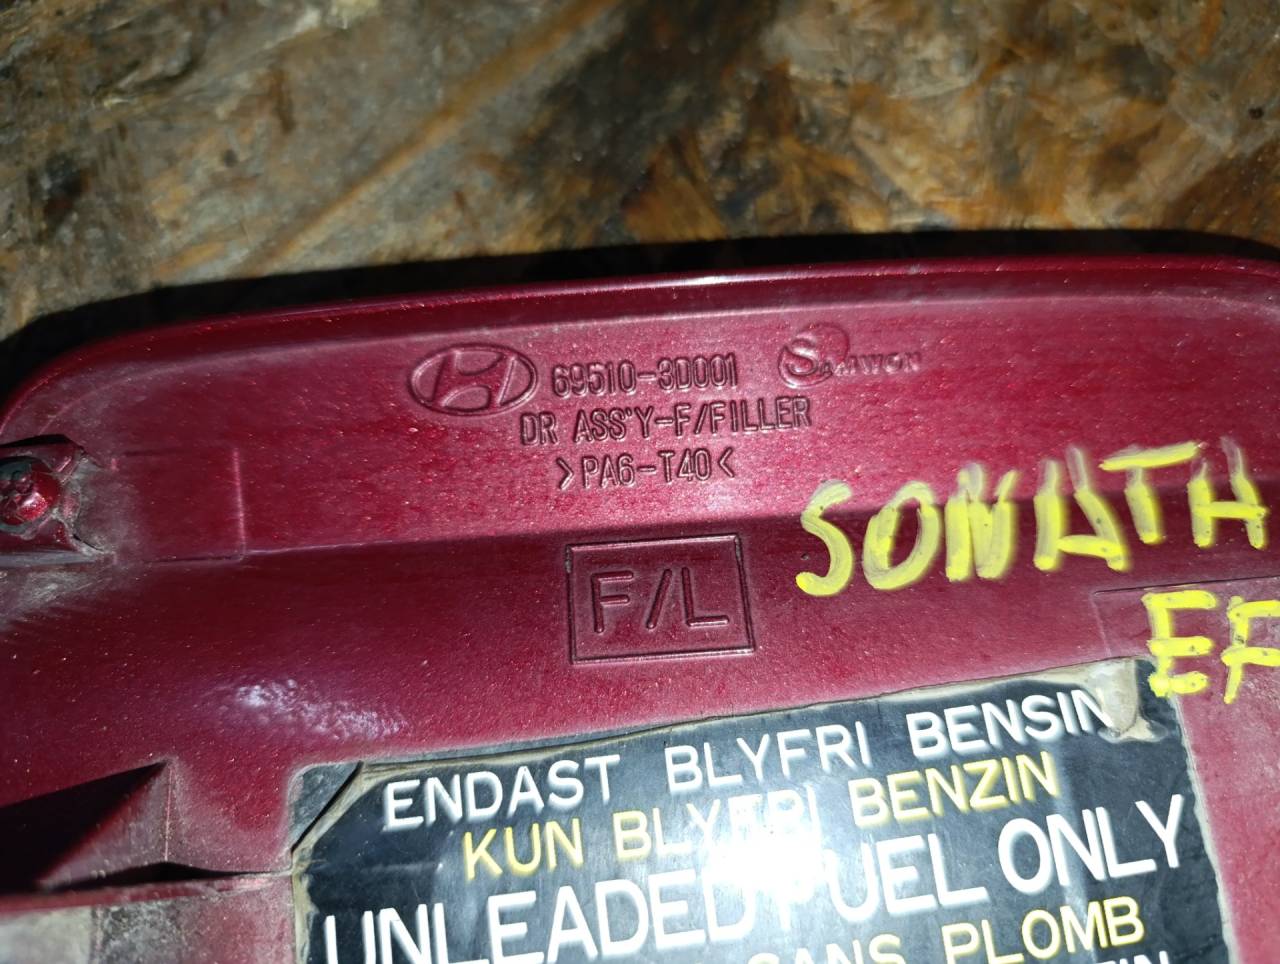 69510-3D001 SAMWON
DR ASS'Y-F/FILLER
>PA6-T40<
F/L
SONATA
EF
ENDAST BLYFRI BENSIN
KUN BLYFRI BENZIN
UNLEADED FUEL ONLY
SANS PLOMB